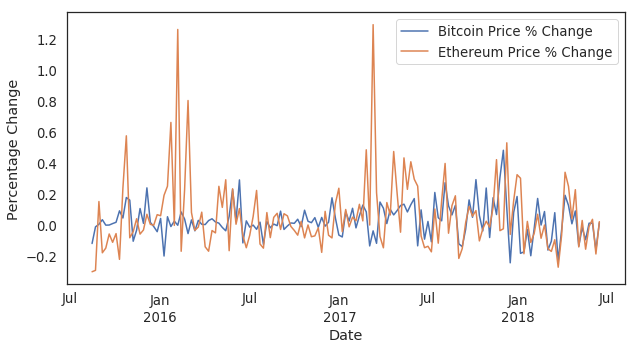 Bitcoin Price % Change
Ethereum Price % Change
Percentage Change
1.2
1.0
0.8
0.6
0.4
0.2
0.0
−0.2
Jul
Jan
2016
Jul
Jan
2017
Jul
Jan
2018
Jul
Date